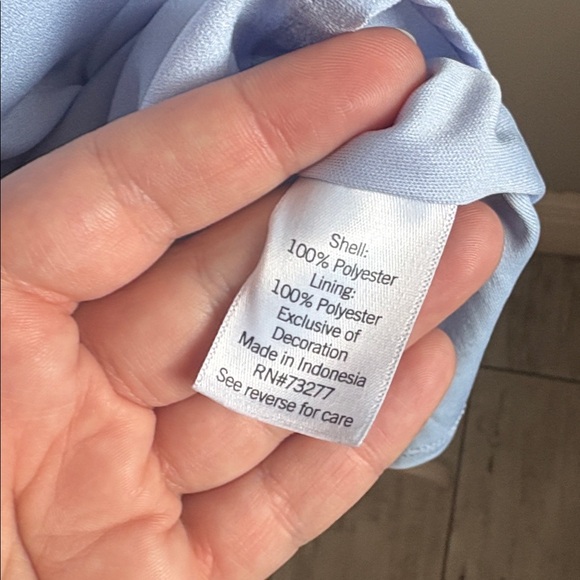 Shell:
100% Polyester
Lining:
100% Polyester
Exclusive of
Decoration
Made in Indonesia
RN#73277
See reverse for care